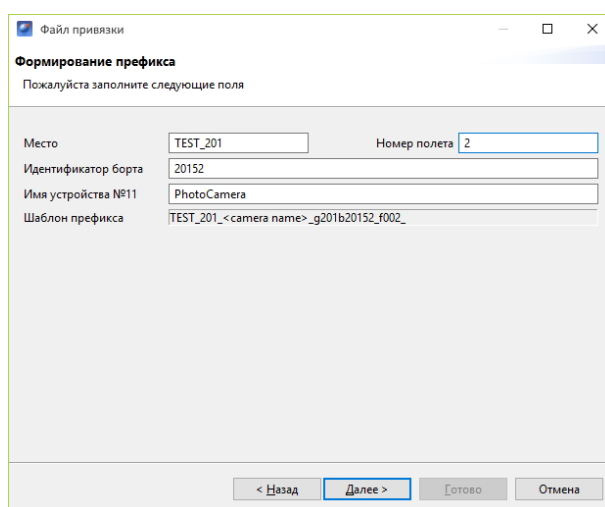 Файл привязки
Формирование префикса
Пожалуйста заполните следующие поля
Место TEST_201 Номер полета 2
Идентификатор борта 20152
Имя устройства №11 PhotoCamera
Шаблон префикса TEST_201_<camera name>_g201b20152_f002_
< Назад Далее > Готово Отмена